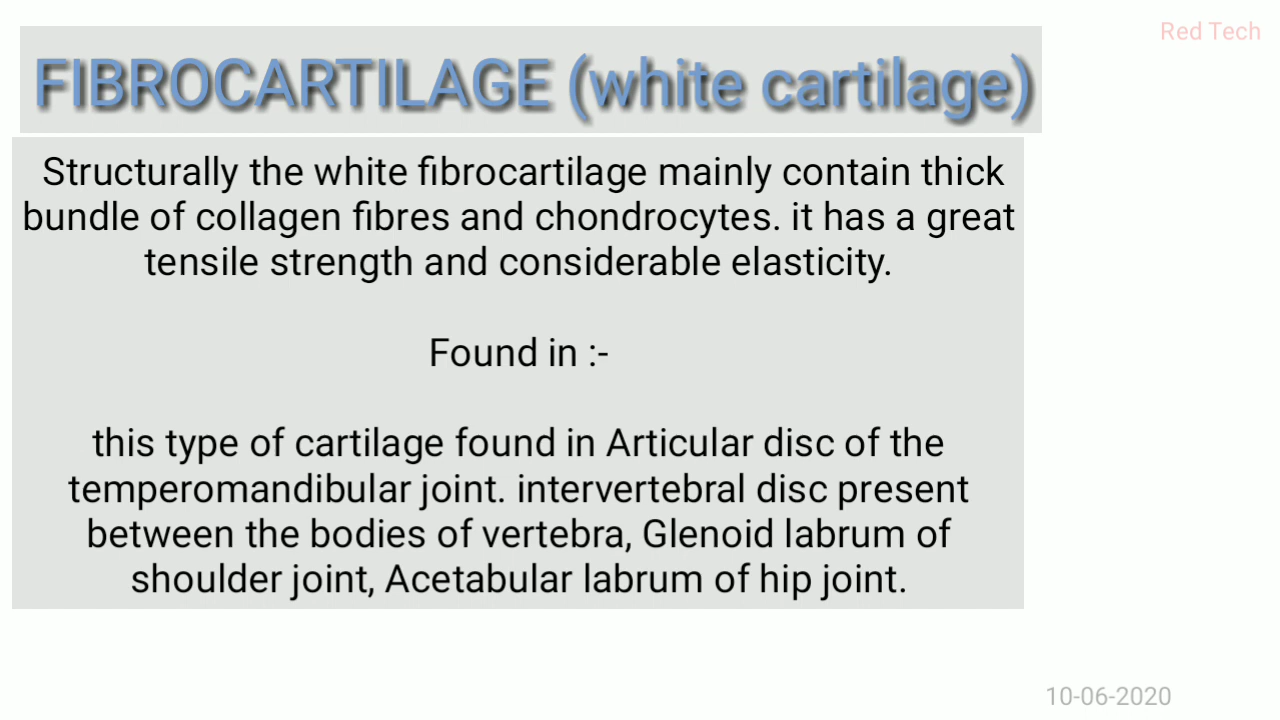 Red Tech
FIBROCARTILAGE (white cartilage)
Structurally the white fibrocartilage mainly contain thick
bundle of collagen fibres and chondrocytes. it has a great
tensile strength and considerable elasticity.
Found in :-
this type of cartilage found in Articular disc of the
temperomandibular joint. intervertebral disc present
between the bodies of vertebra, Glenoid labrum of
shoulder joint, Acetabular labrum of hip joint.
10-06-2020